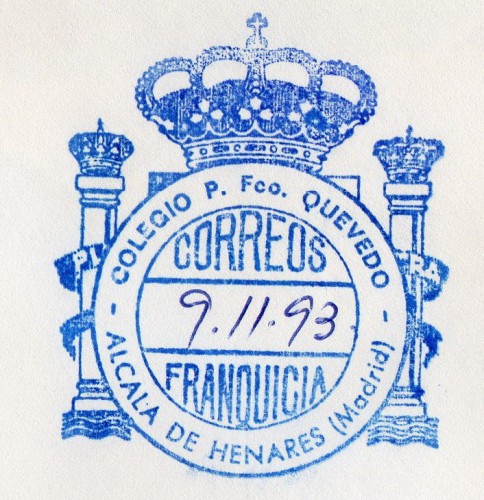 COLEGIO P. Fco. QUEVEDO
CORREOS
9.11.93.
FRANQUICIA
- ALCALA DE HENARES (Madrid) -